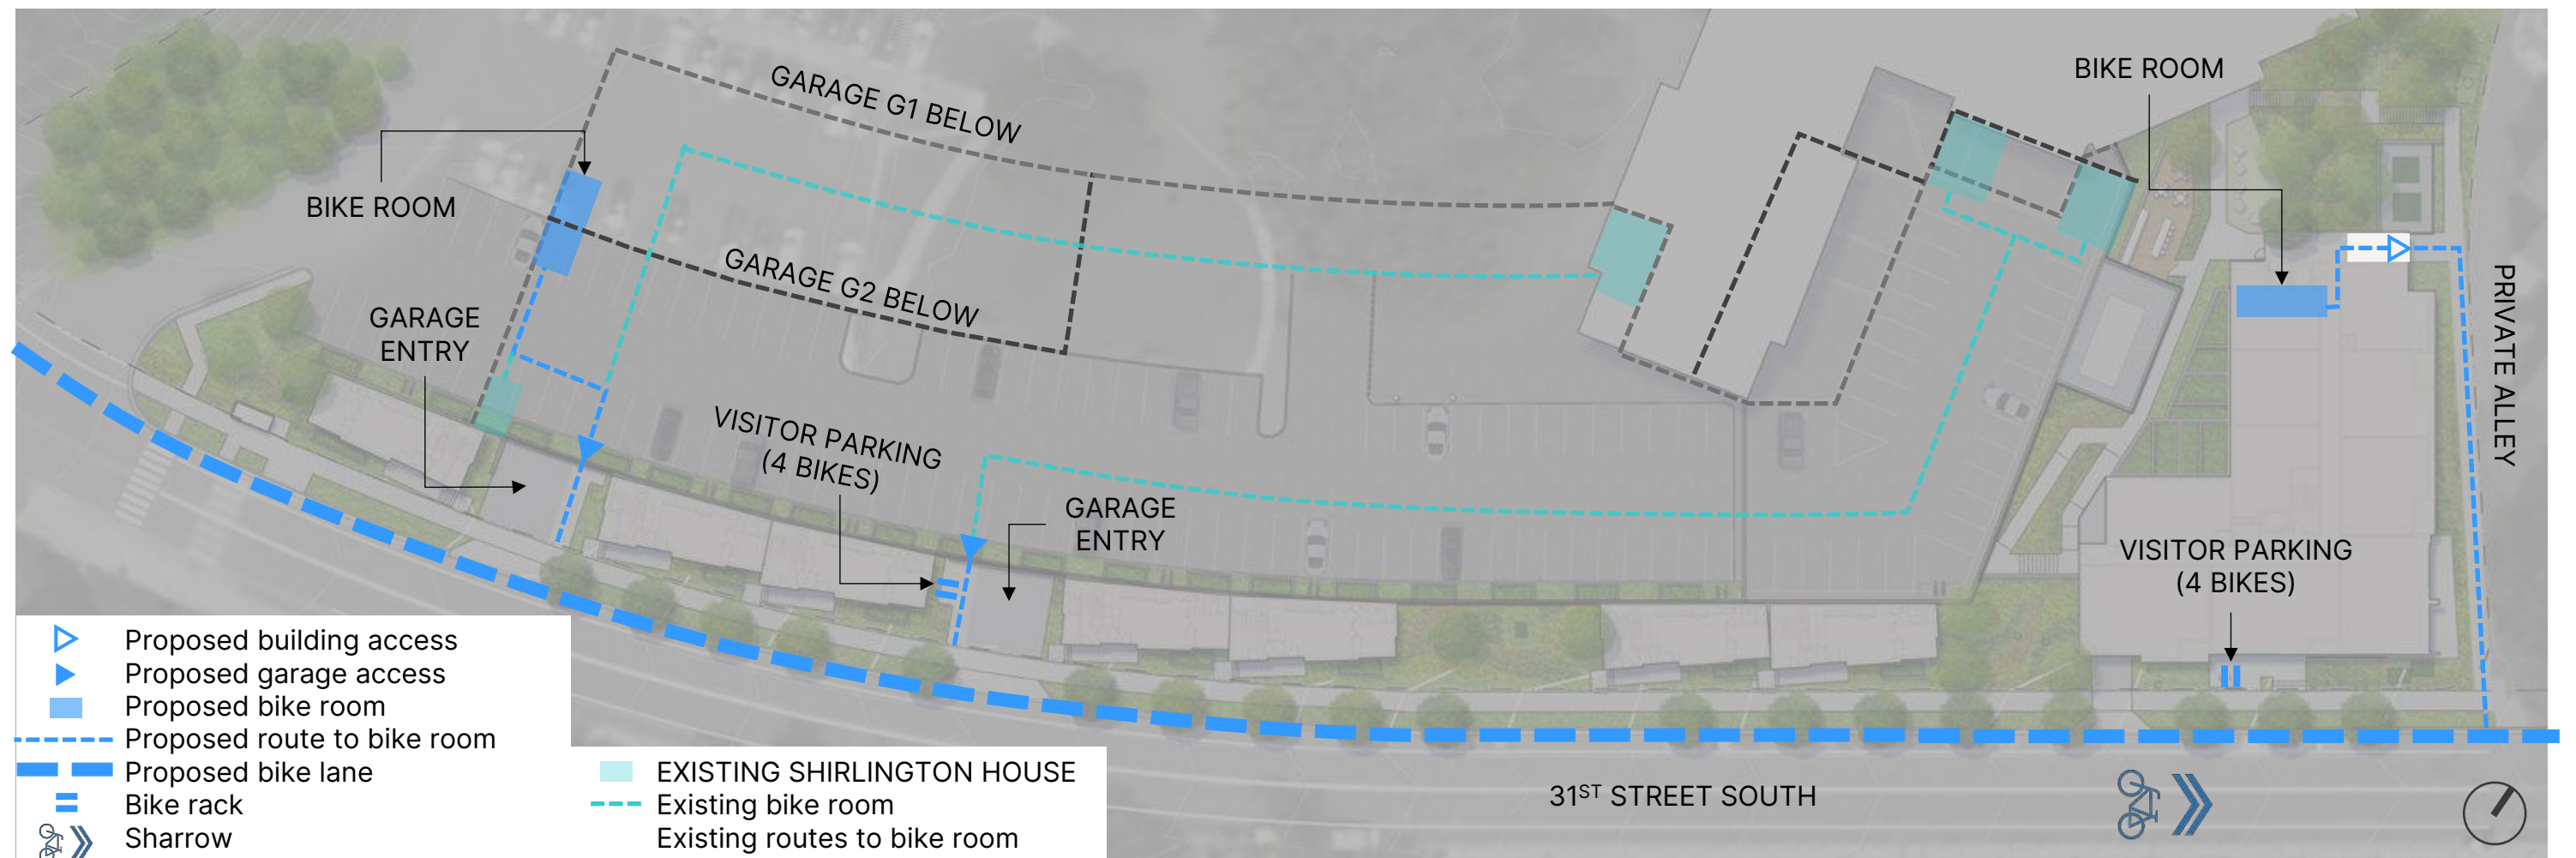 GARAGE G1 BELOW
BIKE ROOM
BIKE ROOM
GARAGE G2 BELOW
GARAGE
ENTRY
PRIVATE ALLEY
VISITOR PARKING
(4 BIKES)
GARAGE
ENTRY
VISITOR PARKING
(4 BIKES)
31ST STREET SOUTH
Proposed building access
Proposed garage access
Proposed bike room
Proposed route to bike room
Proposed bike lane
Bike rack
Sharrow
EXISTING SHIRLINGTON HOUSE
Existing bike room
Existing routes to bike room